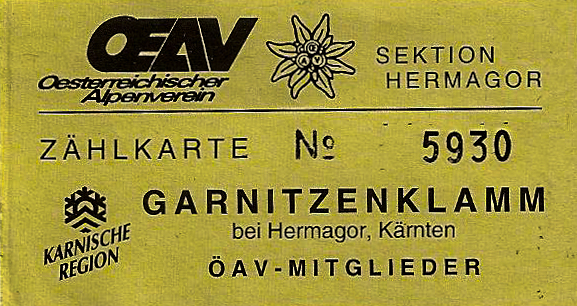 OEAV
Oesterreichischer
Alpenverein
SEKTION
HERMAGOR
ZÄHLKARTE Nº 5930
KARNISCHE
REGION
GARNITZENKLAMM
bei Hermagor, Kärnten
ÖAV-MITGLIEDER